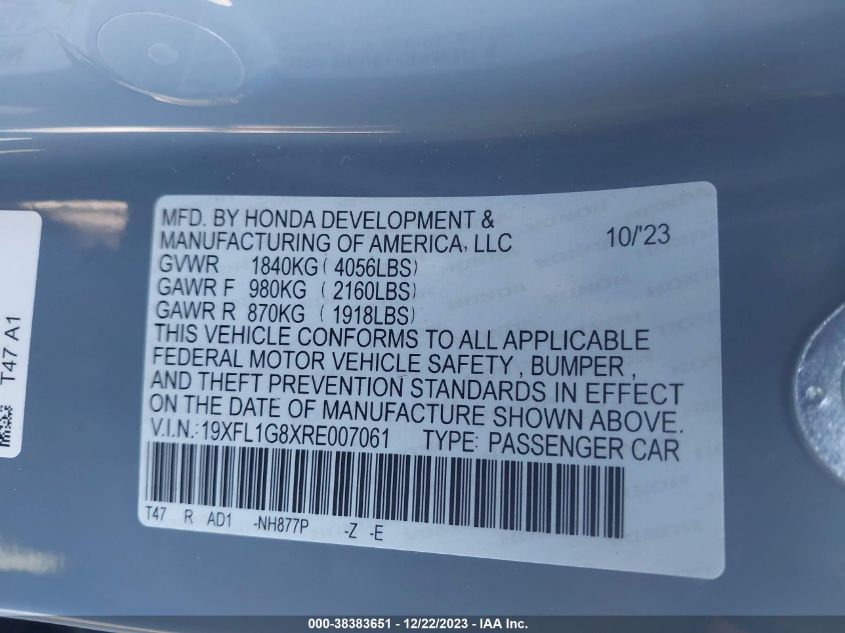 MFD. BY HONDA DEVELOPMENT &
MANUFACTURING OF AMERICA, LLC 10/'23
GVWR 1840KG ( 4056LBS)
GAWR F 980KG ( 2160LBS)
GAWR R 870KG ( 1918LBS)
THIS VEHICLE CONFORMS TO ALL APPLICABLE
FEDERAL MOTOR VEHICLE SAFETY , BUMPER ,
AND THEFT PREVENTION STANDARDS IN EFFECT
ON THE DATE OF MANUFACTURE SHOWN ABOVE.
V.I.N.:19XFL1G8XRE007061 TYPE: PASSENGER CAR
T47 R AD1 -NH877P -Z -E
T47 A1
000-38383651 - 12/22/2023 - IAA, Inc.